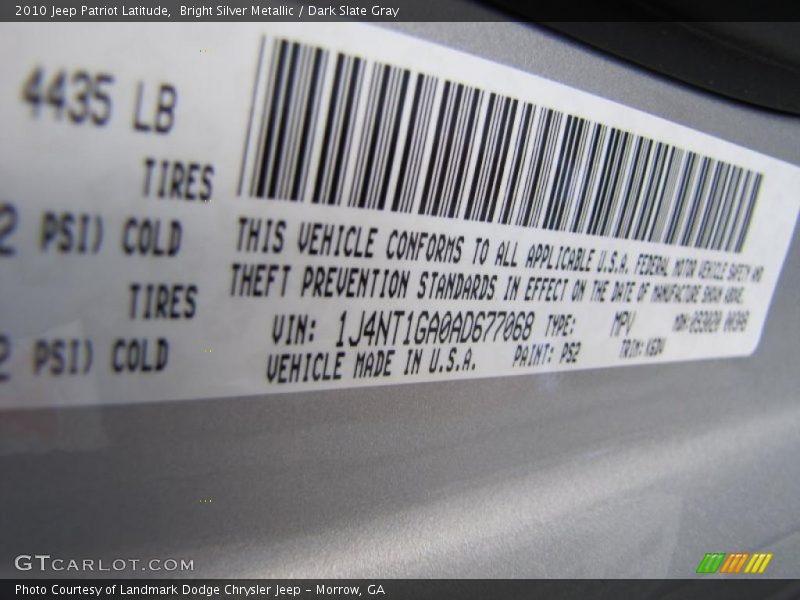 2010 Jeep Patriot Latitude,  Bright Silver Metallic / Dark Slate Gray
4435 LB
TIRES
2 PSI) COLD
TIRES
2 PSI) COLD
THIS VEHICLE CONFORMS TO ALL APPLICABLE U.S.A. FEDERAL MOTOR VEHICLE SAFETY AND
THEFT PREVENTION STANDARDS IN EFFECT ON THE DATE OF MANUFACTURE SHOWN ABOVE.
VIN: 1J4NT1GA0AD677068 TYPE: MPV MDH:
VEHICLE MADE IN U.S.A. PAINT: PS2 TRIM:
GTCARLOT.COM
Photo Courtesy of Landmark Dodge Chrysler Jeep – Morrow, GA